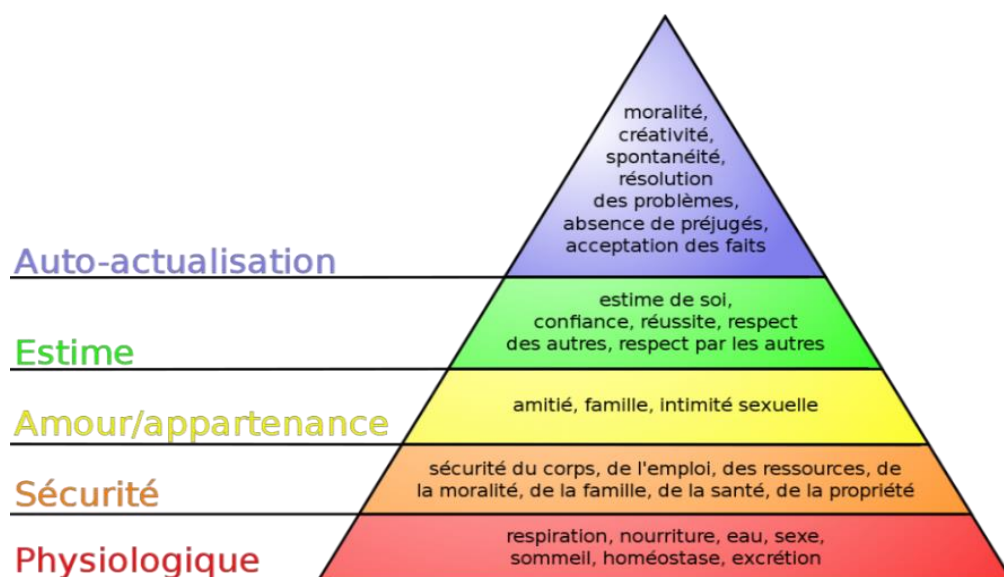 moralité,
créativité,
spontanéité,
résolution
des problèmes,
absence de préjugés,
acceptation des faits
Auto-actualisation
estime de soi,
confiance, réussite, respect
des autres, respect par les autres
Estime
amitié, famille, intimité sexuelle
Amour/appartenance
sécurité du corps, de l'emploi, des ressources, de
la moralité, de la famille, de la santé, de la propriété
Sécurité
respiration, nourriture, eau, sexe,
sommeil, homéostase, excrétion
Physiologique